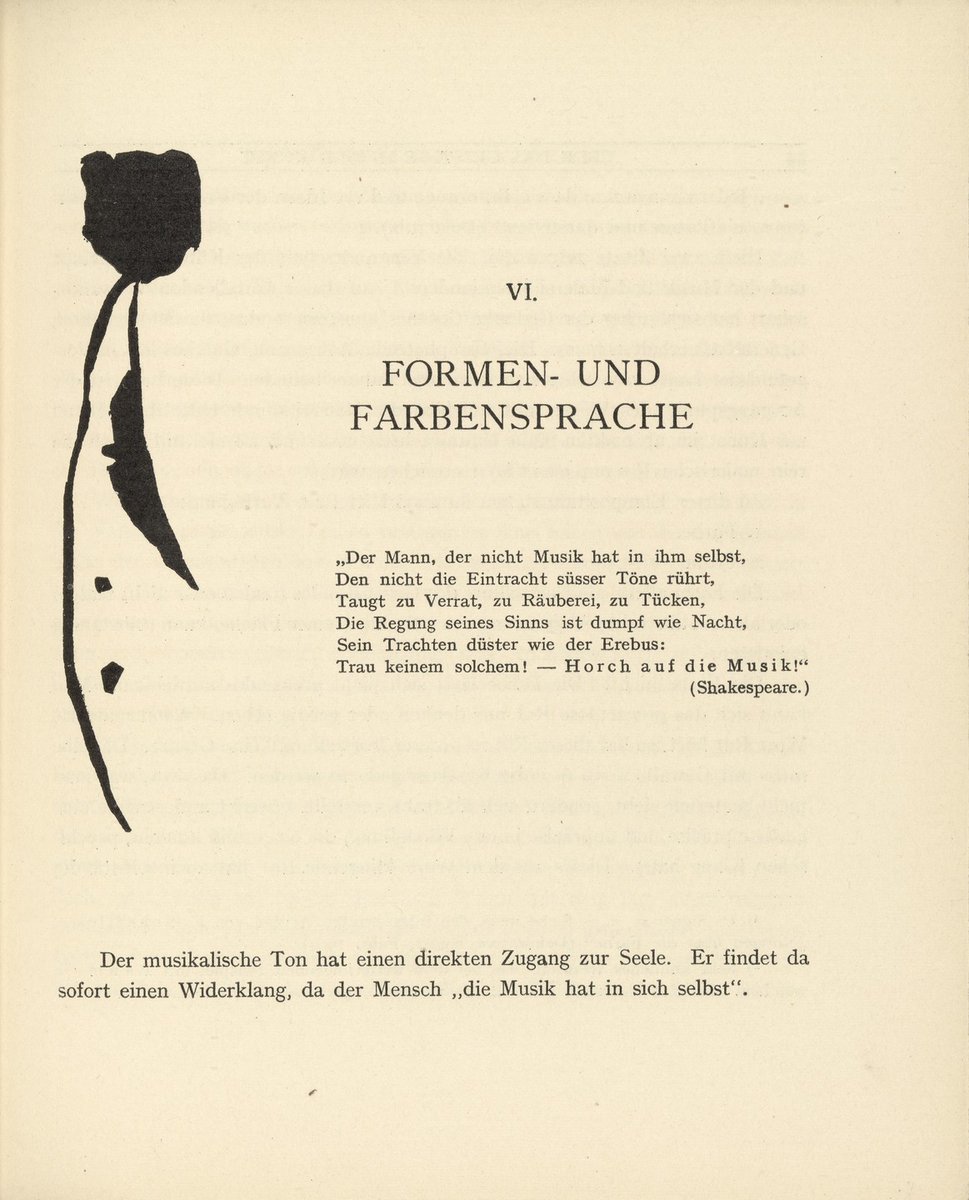 VI.
FORMEN- UND
FARBENSPRACHE
„Der Mann, der nicht Musik hat in ihm selbst,
Den nicht die Eintracht süsser Töne rührt,
Taugt zu Verrat, zu Räuberei, zu Tücken,
Die Regung seines Sinns ist dumpf wie Nacht,
Sein Trachten düster wie der Erebus:
Trau keinem solchem! — Horch auf die Musik!“
(Shakespeare.)
Der musikalische Ton hat einen direkten Zugang zur Seele. Er findet da
sofort einen Widerklang, da der Mensch „die Musik hat in sich selbst“.